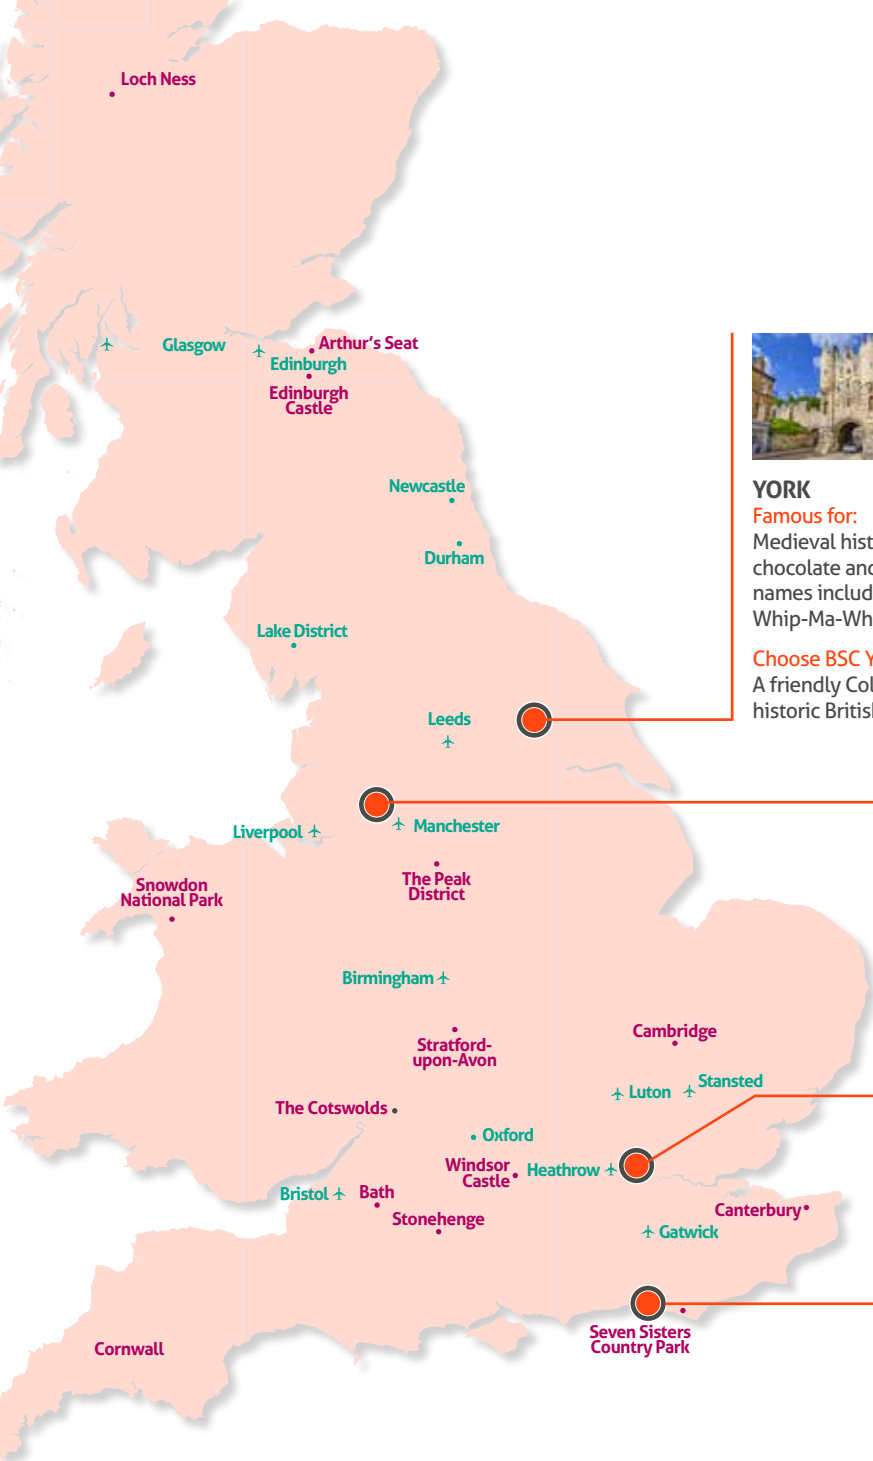 Loch Ness
Glasgow
Arthur's Seat
Edinburgh
Edinburgh
Castle
Newcastle
Durham
Lake District
YORK
Famous for:
Medieval hist
chocolate and
names includ
Whip-Ma-Wh
Choose BSC Y
A friendly Col
historic British
Leeds
Liverpool
Manchester
The Peak
District
Snowdon
National Park
Birmingham
Stratford-
upon-Avon
Cambridge
Luton
Stansted
The Cotswolds
Oxford
Windsor
Castle
Heathrow
Bristol
Bath
Stonehenge
Canterbury
Gatwick
Seven Sisters
Country Park
Cornwall